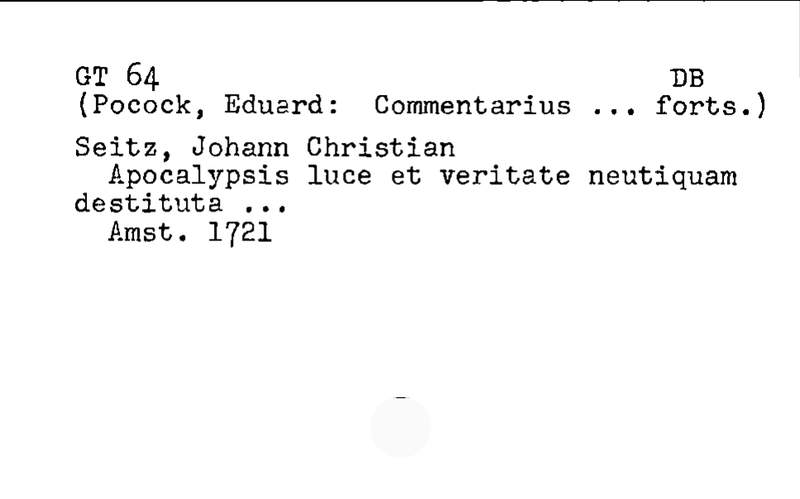 GT 64 DB
(Pocock, Eduard: Commentarius ... forts.)
Seitz, Johann Christian
Apocalypsis luce et veritate neutiquam
destituta ...
Amst. 1721